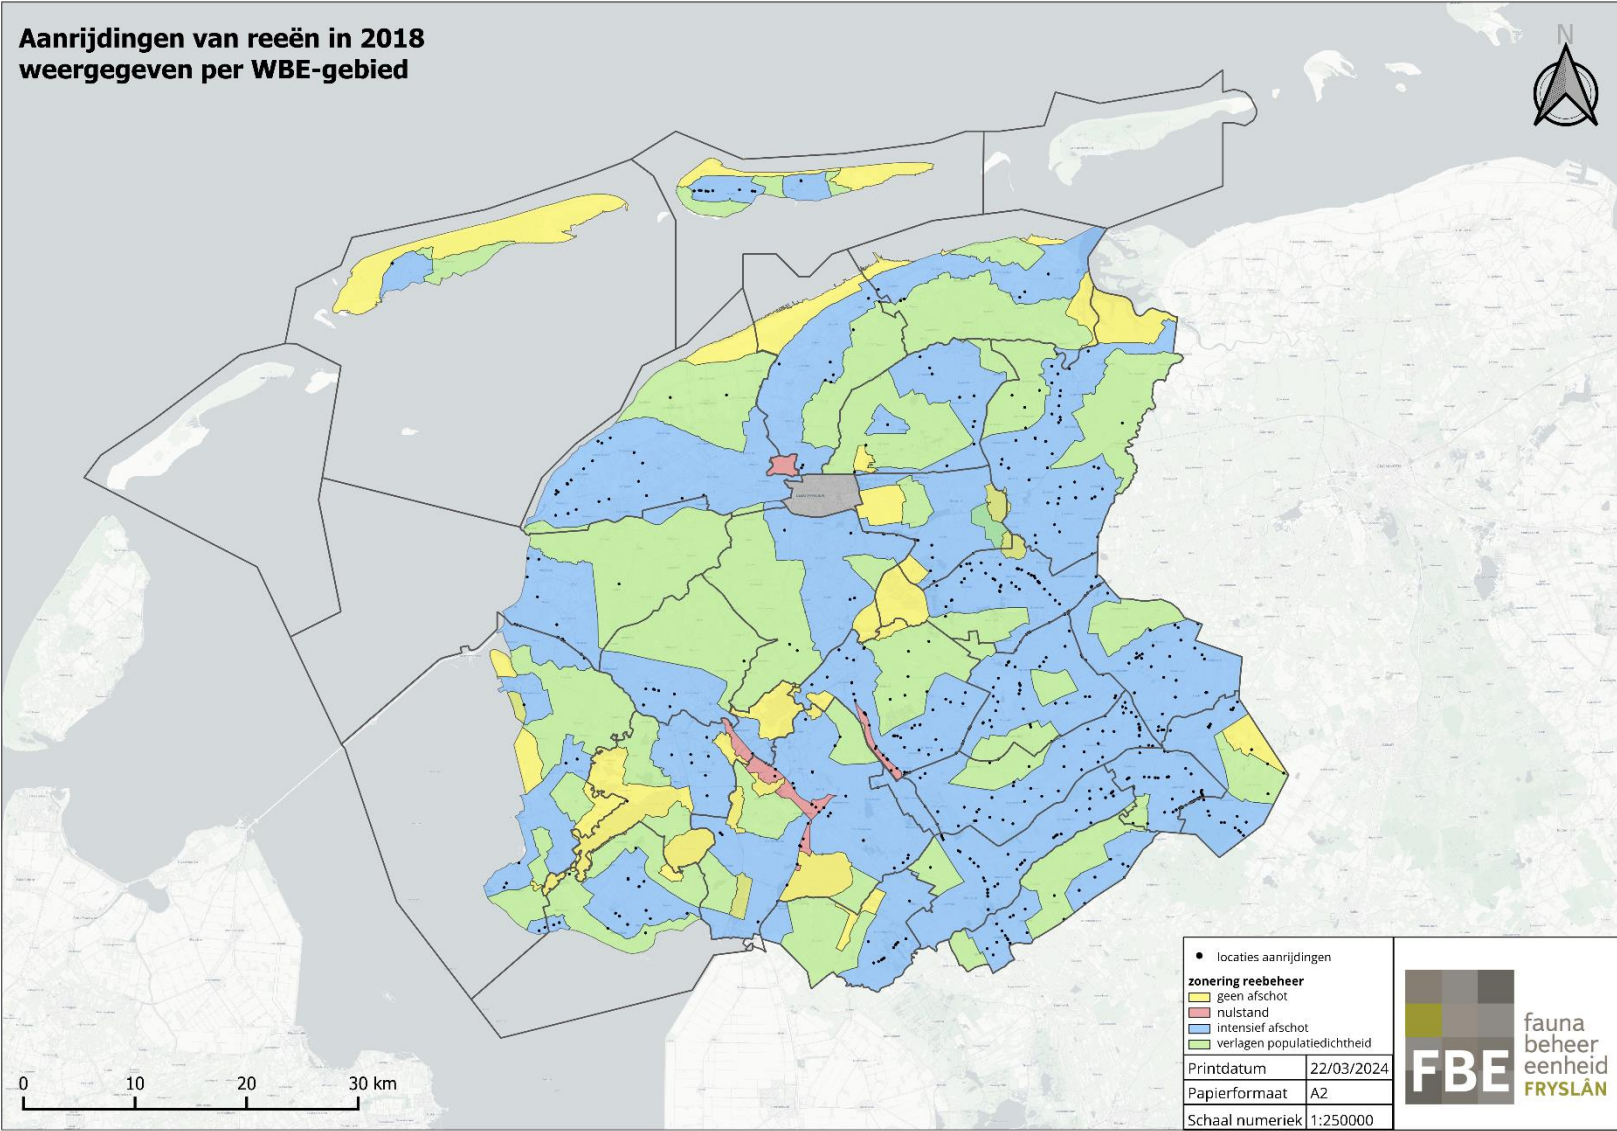 Aanrijdingen van reeën in 2018
weergegeven per WBE-gebied
N
locaties aanrijdingen
zonering reebeheer
geen afschot
nulstand
intensief afschot
verlagen populatiedichtheid
Printdatum 22/03/2024
Papierformaat A2
Schaal numeriek 1:250000
FBE
fauna
beheer
eenheid
FRYSLÂN
0 10 20 30 km